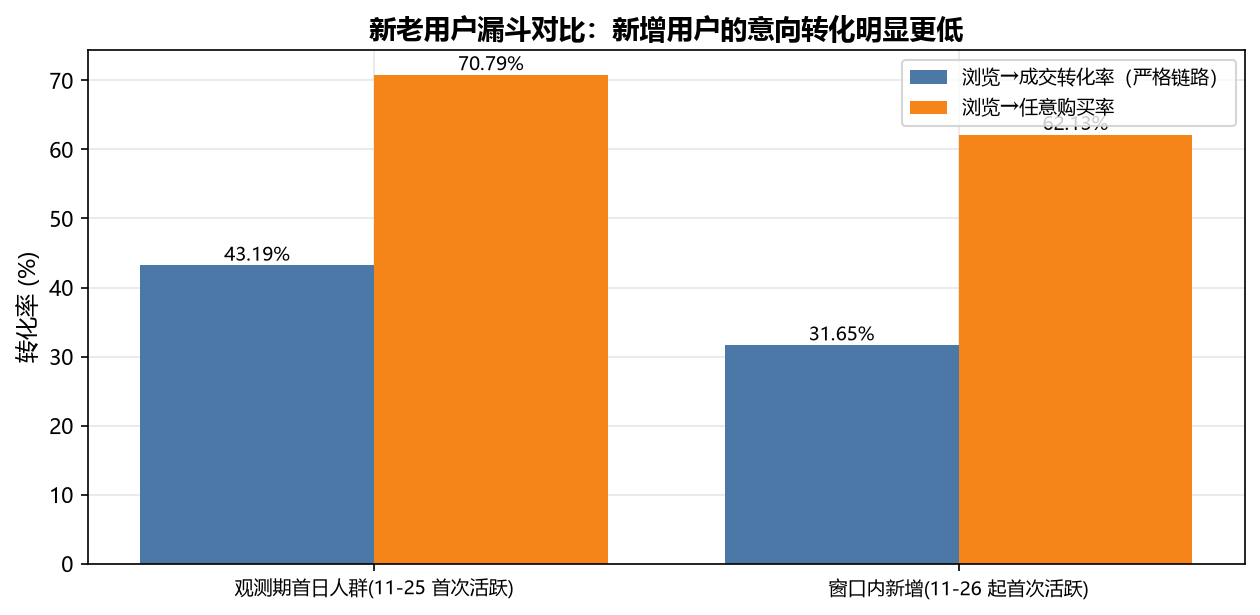 新老用户漏斗对比：新增用户的意向转化明显更低
浏览→成交转化率（严格链路）
浏览→任意购买率
转化率 (%)
70
60
50
40
30
20
10
0
43.19%
70.79%
31.65%
62.13%
观测期首日人群(11-25 首次活跃)
窗口内新增(11-26 起首次活跃)